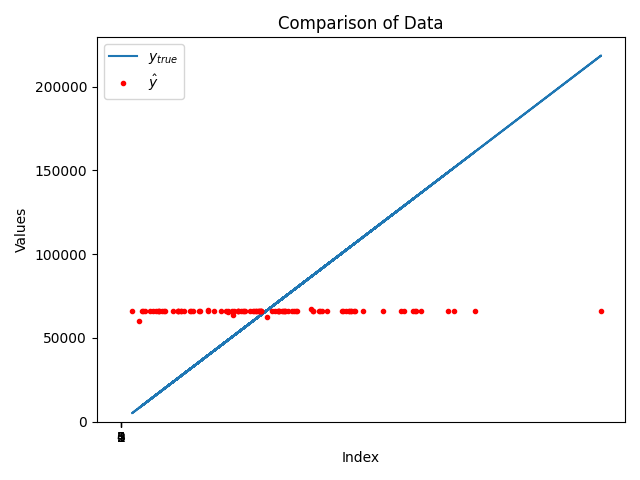 Comparison of Data
y_true
ŷ
Values
200000
150000
100000
50000
0
Index